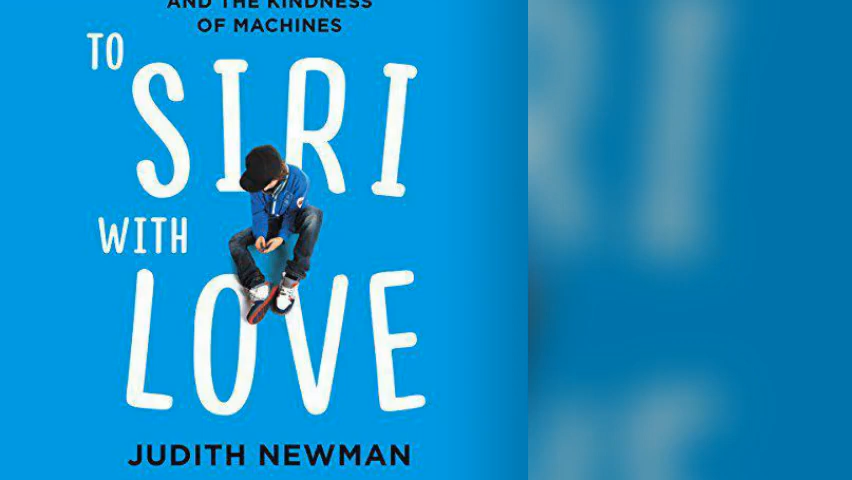 AND THE KINDNESS
OF MACHINES
TO
SIRI
WITH
LOVE
JUDITH NEWMAN